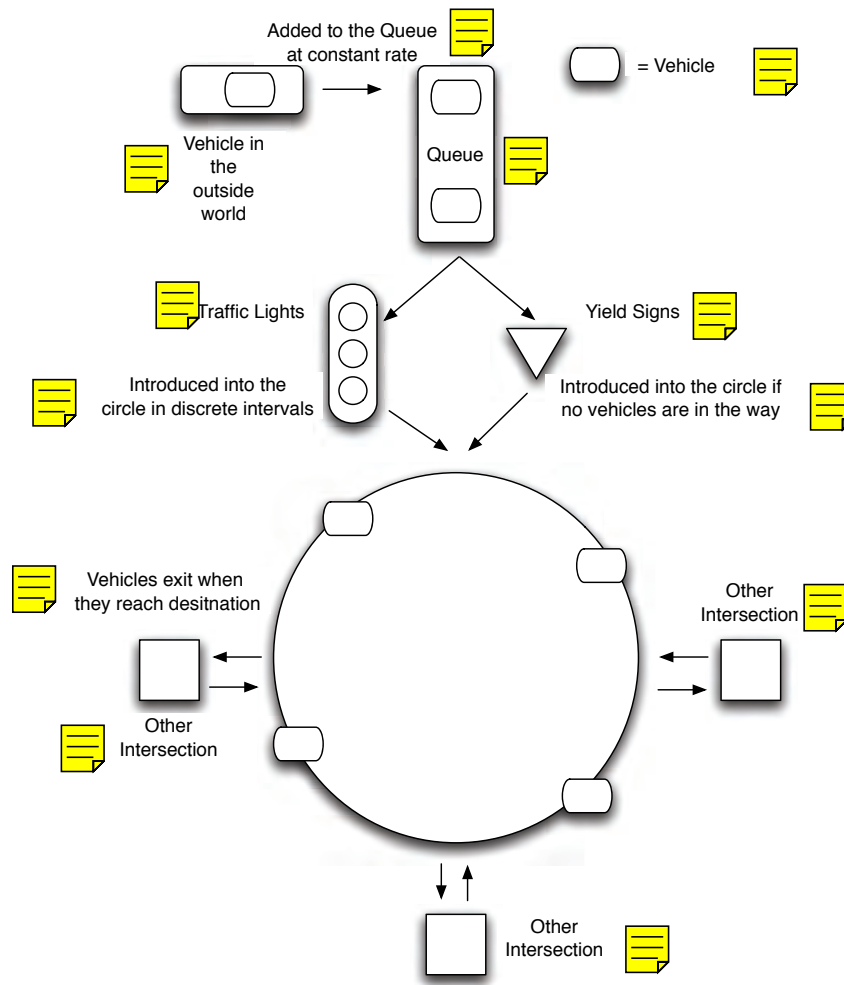 Added to the Queue
at constant rate
= Vehicle
Vehicle in
the
outside
world
Queue
Traffic Lights
Yield Signs
Introduced into the
circle in discrete intervals
Introduced into the circle if
no vehicles are in the way
Vehicles exit when
they reach desitnation
Other
Intersection
Other
Intersection
Other
Intersection